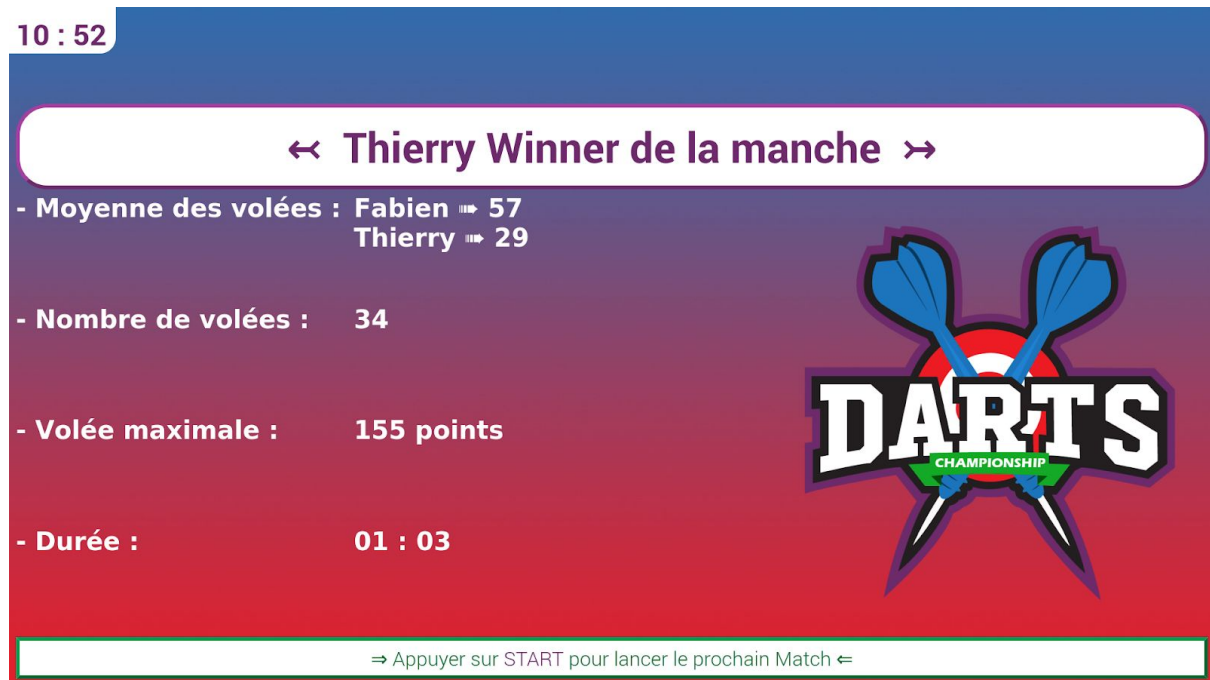 10 : 52
↢ Thierry Winner de la manche ↣
- Moyenne des volées : Fabien ➠ 57
Thierry ➠ 29
- Nombre de volées : 34
- Volée maximale : 155 points
- Durée : 01 : 03
DARTS
CHAMPIONSHIP
⇒ Appuyer sur START pour lancer le prochain Match ⇐